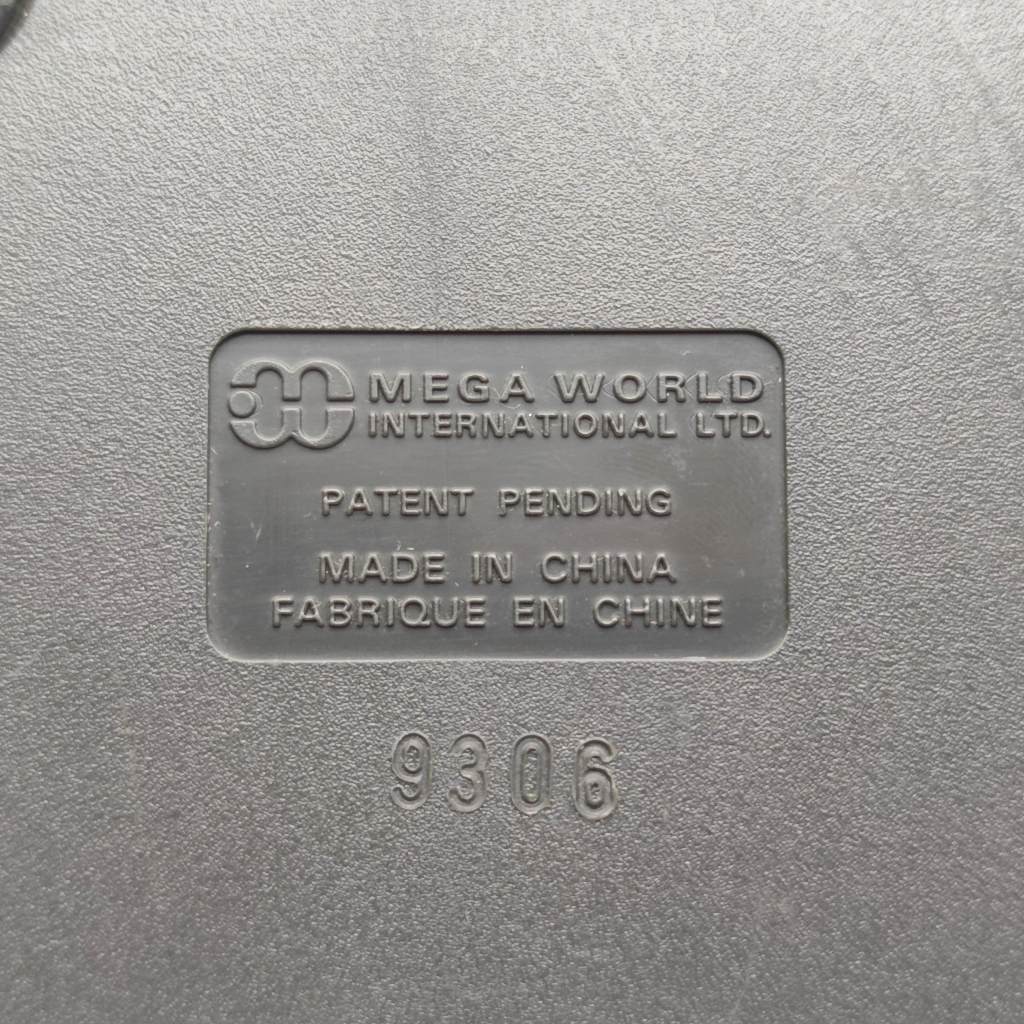 MEGA WORLD
INTERNATIONAL LTD.
PATENT PENDING
MADE IN CHINA
FABRIQUE EN CHINE
9306